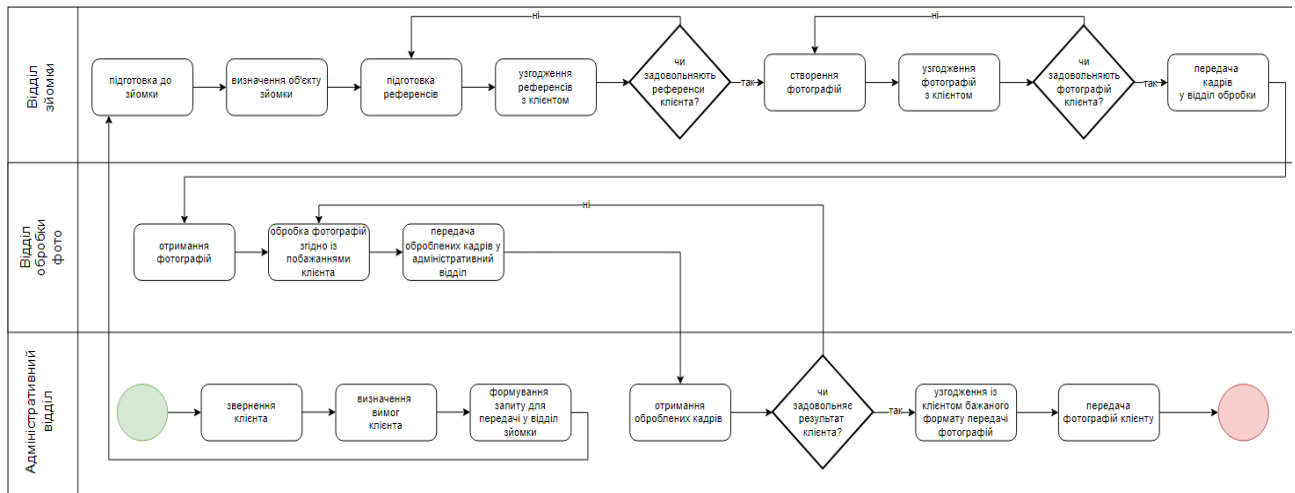 Відділ
зйомки
ні
ні
підготовка до
зйомки
визначення об'єкту
зйомки
підготовка
референсів
узгодження
референсів
з клієнтом
чи
задовольняють
референси
клієнта?
так
створення
фотографій
узгодження
фотографій
з клієнтом
чи
задовольняють
фотографій
клієнта?
так
передача
кадрів
у відділ обробки
Відділ
обробки
фото
ні
отримання
фотографій
обробка фотографій
згідно із
побажаннями
клієнта
передача
оброблених кадрів у
адміністративний
відділ
Адміністративний
відділ
звернення
клієнта
визначення
вимог
клієнта
формування
запиту для
передачі у відділ
зйомки
отримання
оброблених кадрів
чи
задовольняє
результат
клієнта?
так
узгодження із
клієнтом бажаного
формату передачі
фотографій
передача
фотографій клієнту